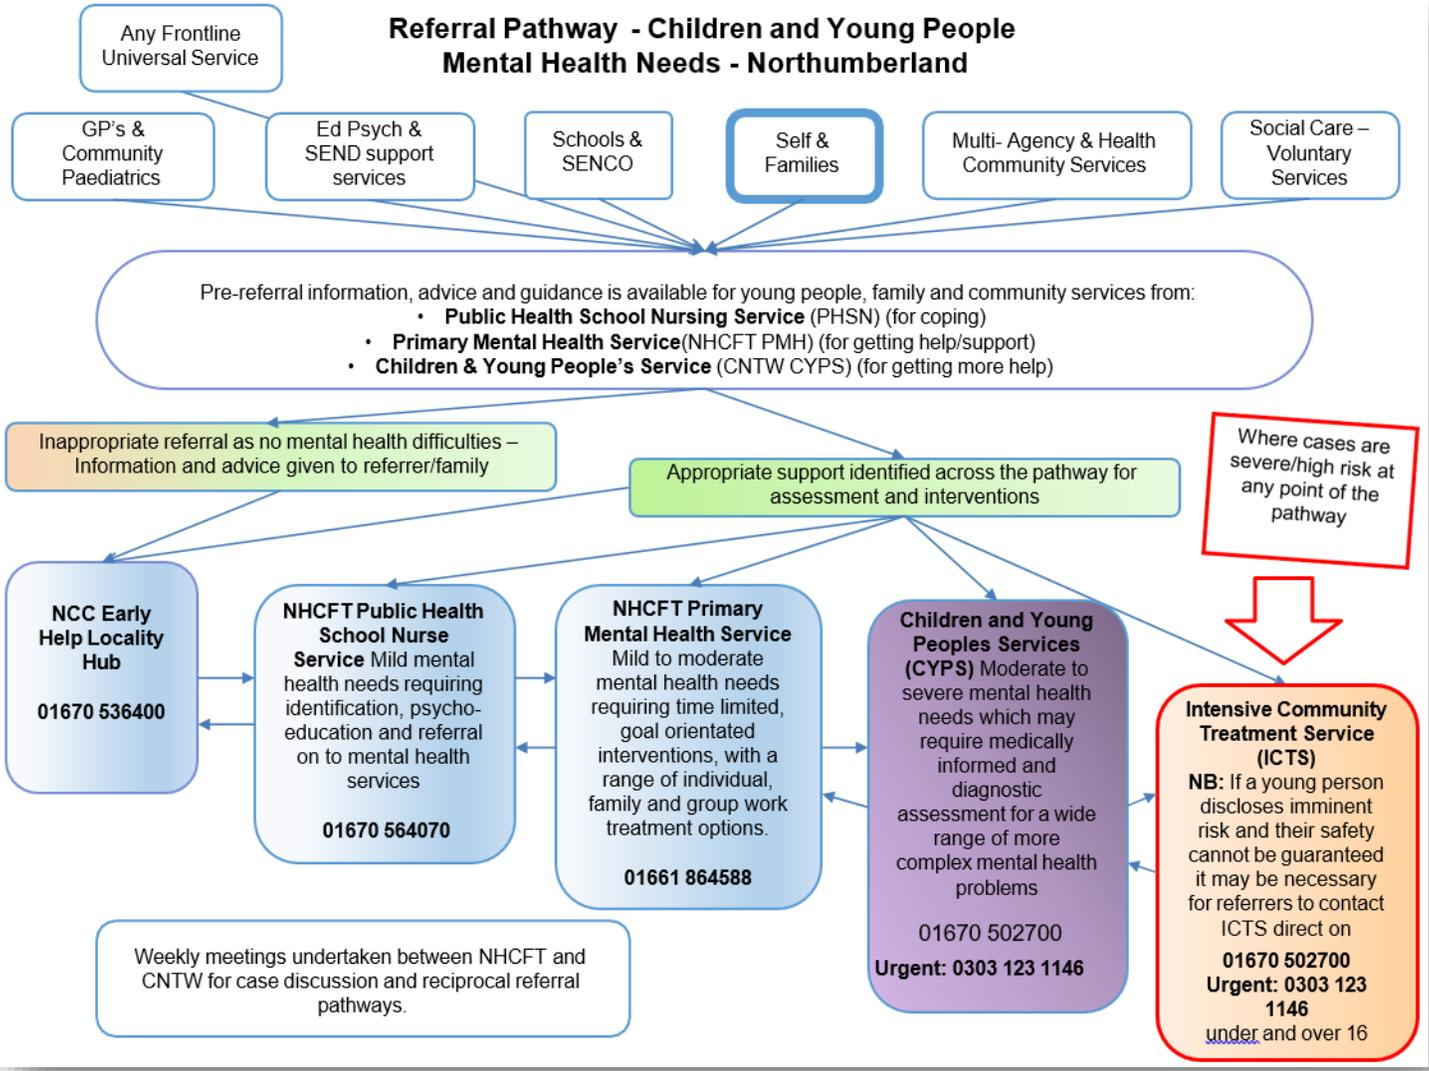 Referral Pathway - Children and Young People
Mental Health Needs - Northumberland
Any Frontline
Universal Service
GP's &
Community
Paediatrics
Ed Psych &
SEND support
services
Schools &
SENCO
Self &
Families
Multi- Agency & Health
Community Services
Social Care –
Voluntary
Services
Pre-referral information, advice and guidance is available for young people, family and community services from:
• Public Health School Nursing Service (PHSN) (for coping)
• Primary Mental Health Service(NHCFT PMH) (for getting help/support)
• Children & Young People's Service (CNTW CYPS) (for getting more help)
Inappropriate referral as no mental health difficulties –
Information and advice given to referrer/family
Appropriate support identified across the pathway for
assessment and interventions
Where cases are
severe/high risk at
any point of the
pathway
NCC Early
Help Locality
Hub
01670 536400
NHCFT Public Health
School Nurse
Service Mild mental
health needs requiring
identification, psycho-
education and referral
on to mental health
services
01670 564070
NHCFT Primary
Mental Health Service
Mild to moderate
mental health needs
requiring time limited,
goal orientated
interventions, with a
range of individual,
family and group work
treatment options.
01661 864588
Children and Young
Peoples Services
(CYPS) Moderate to
severe mental health
needs which may
require medically
informed and
diagnostic
assessment for a wide
range of more
complex mental health
problems
01670 502700
Urgent: 0303 123 1146
Intensive Community
Treatment Service
(ICTS)
NB: If a young person
discloses imminent
risk and their safety
cannot be guaranteed
it may be necessary
for referrers to contact
ICTS direct on
01670 502700
Urgent: 0303 123
1146
under and over 16
Weekly meetings undertaken between NHCFT and
CNTW for case discussion and reciprocal referral
pathways.